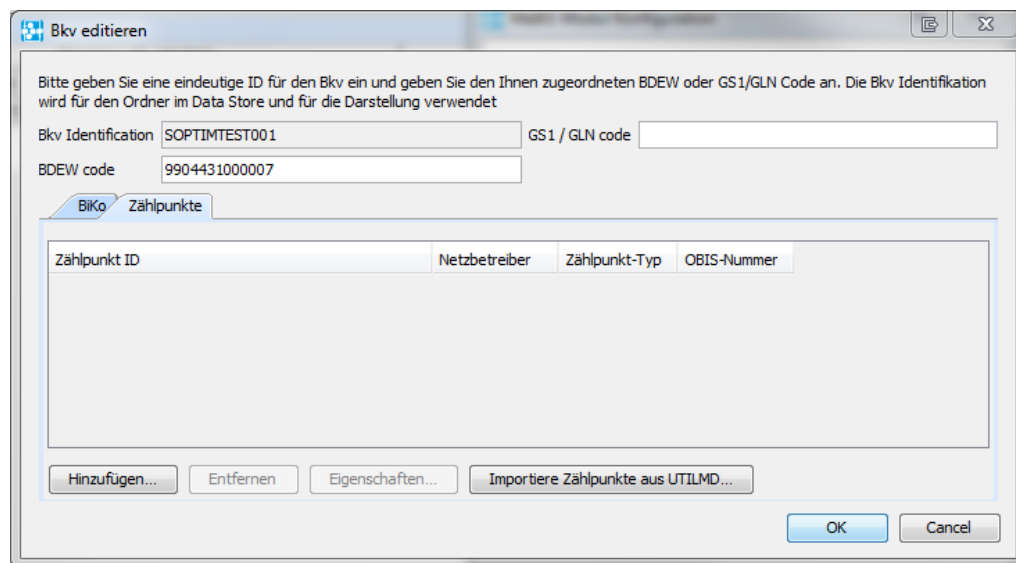 Bkv editieren
Bitte geben Sie eine eindeutige ID für den Bkv ein und geben Sie den Ihnen zugeordneten BDEW oder GS1/GLN Code an. Die Bkv Identifikation
wird für den Ordner im Data Store und für die Darstellung verwendet
Bkv Identification SOPTIMTEST001 GS1 / GLN code
BDEW code 9904431000007
BiKo Zählpunkte
Zählpunkt ID Netzbetreiber Zählpunkt-Typ OBIS-Nummer
Hinzufügen... Entfernen Eigenschaften... Importiere Zählpunkte aus UTILMD...
OK Cancel